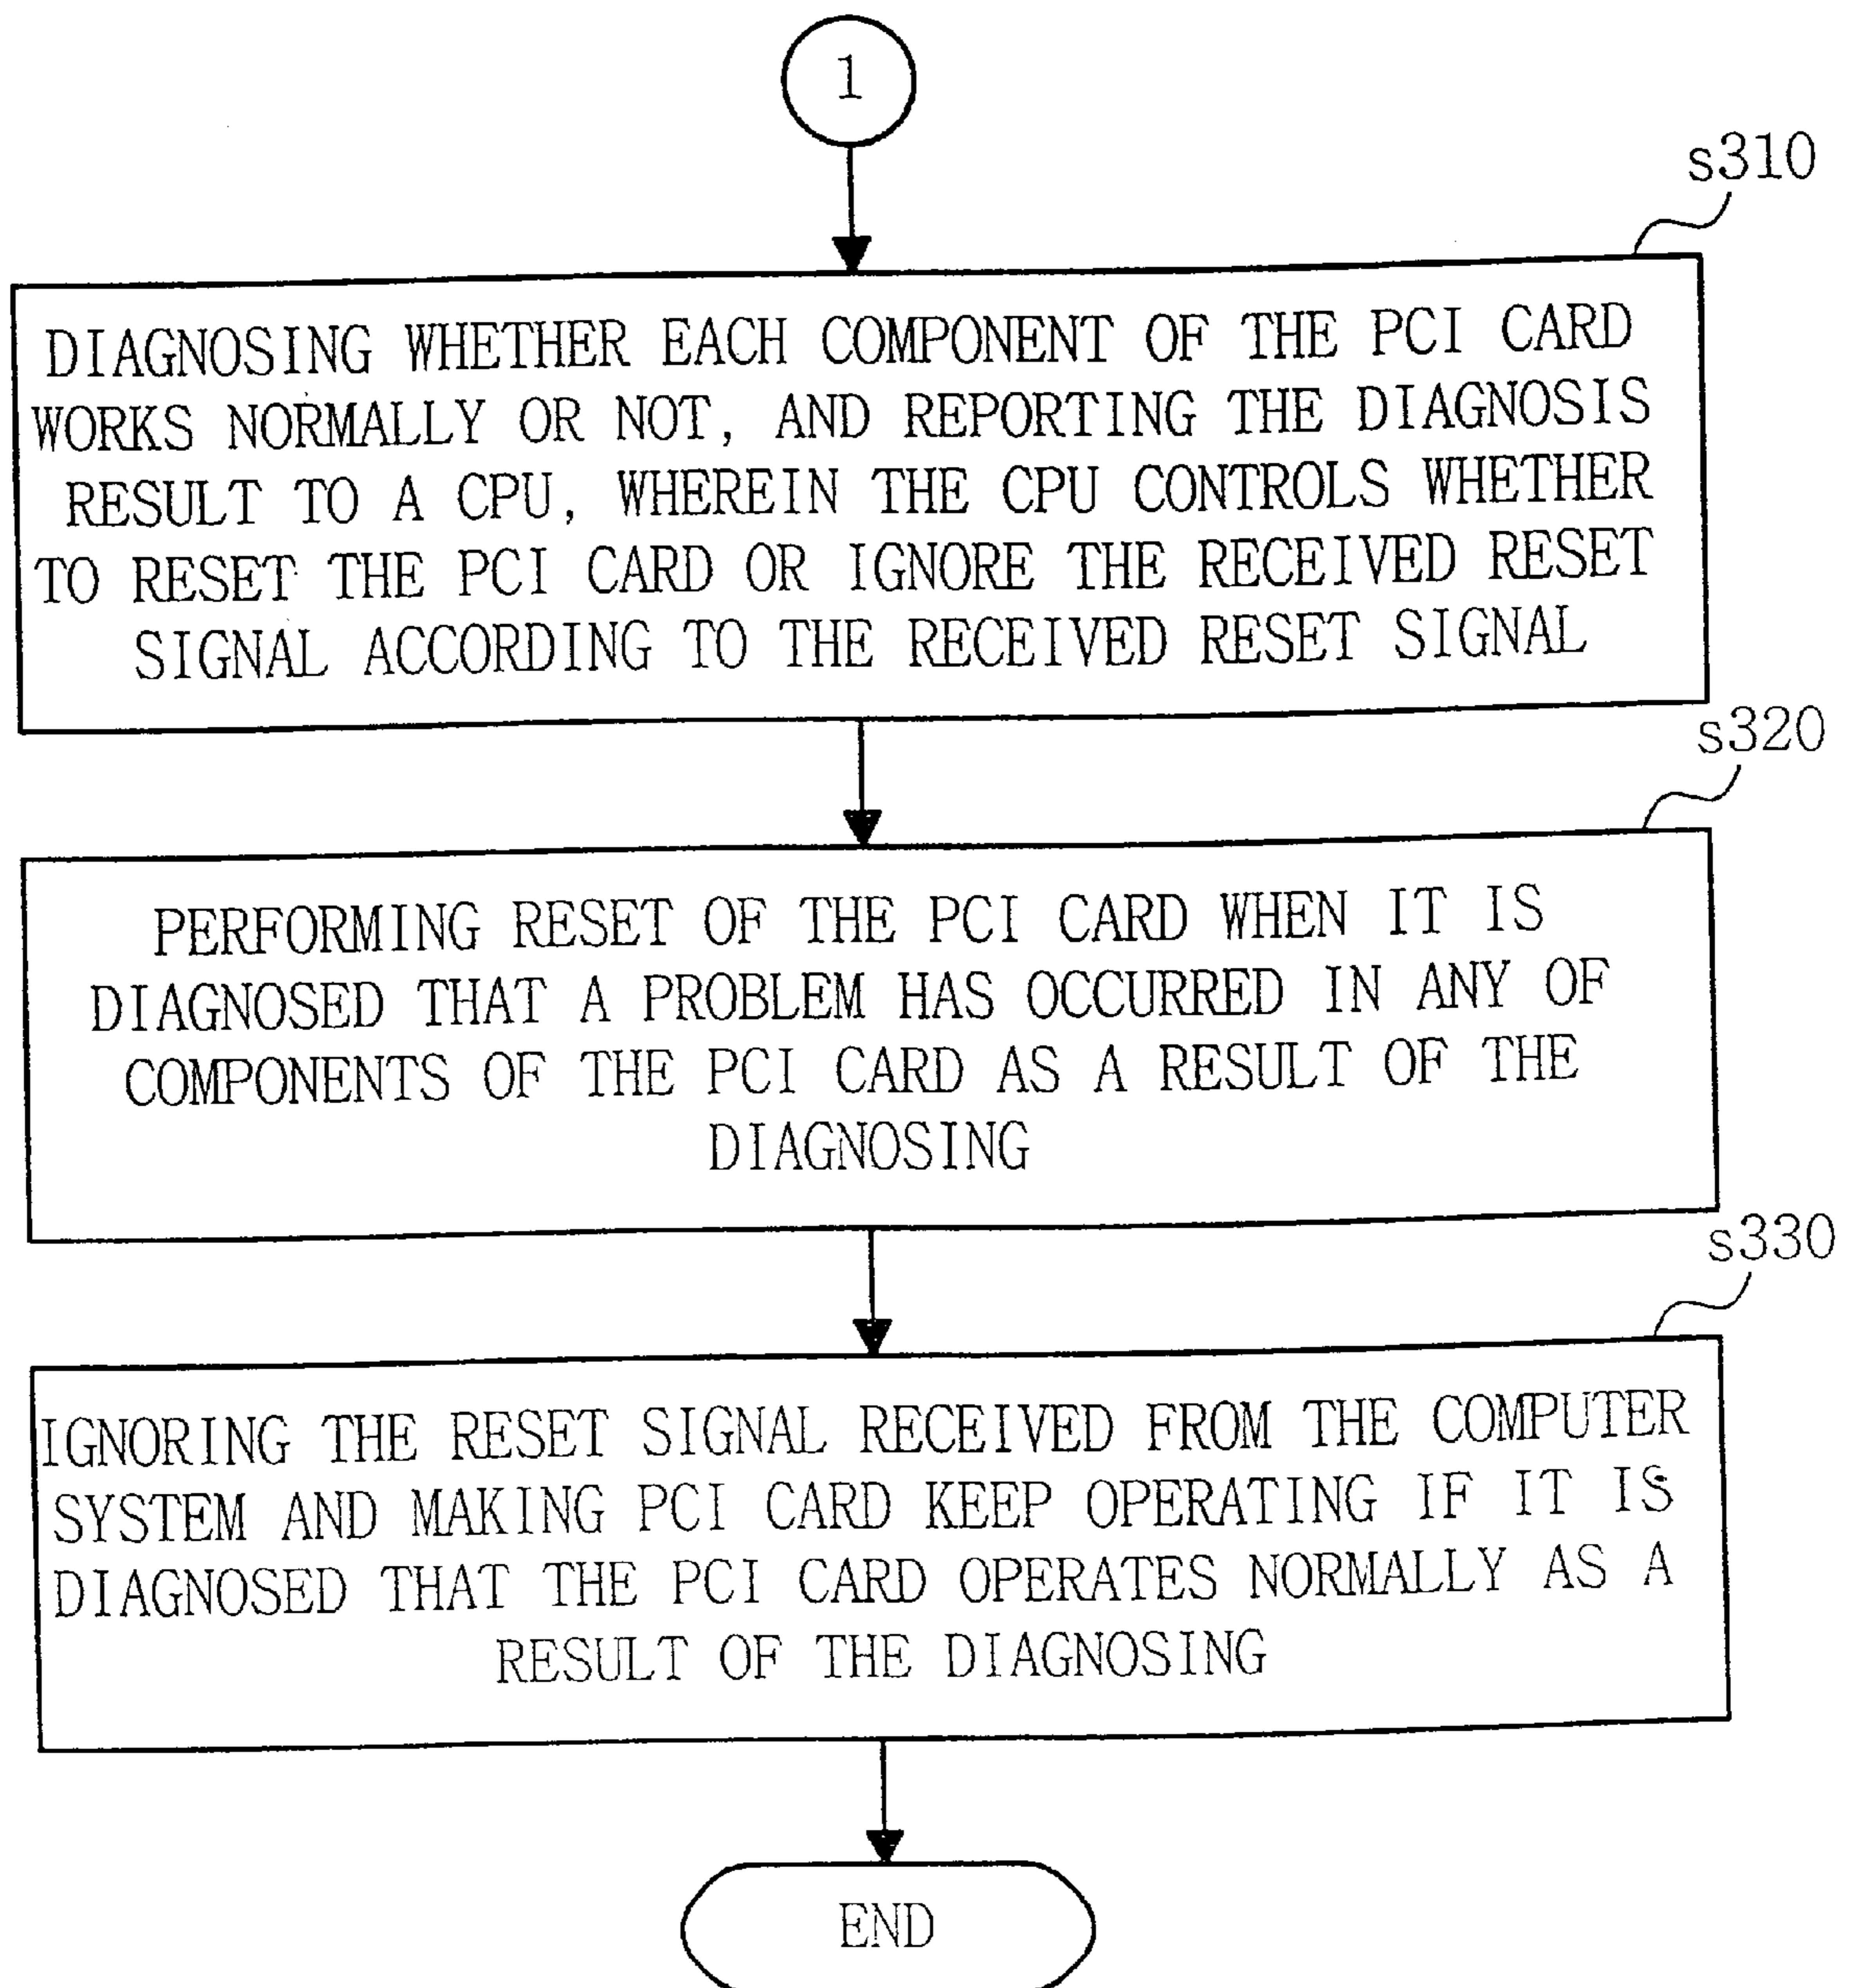 1
s310
DIAGNOSING WHETHER EACH COMPONENT OF THE PCI CARD
WORKS NORMALLY OR NOT, AND REPORTING THE DIAGNOSIS
RESULT TO A CPU, WHEREIN THE CPU CONTROLS WHETHER
TO RESET THE PCI CARD OR IGNORE THE RECEIVED RESET
SIGNAL ACCORDING TO THE RECEIVED RESET SIGNAL
s320
PERFORMING RESET OF THE PCI CARD WHEN IT IS
DIAGNOSED THAT A PROBLEM HAS OCCURRED IN ANY OF
COMPONENTS OF THE PCI CARD AS A RESULT OF THE
DIAGNOSING
s330
IGNORING THE RESET SIGNAL RECEIVED FROM THE COMPUTER
SYSTEM AND MAKING PCI CARD KEEP OPERATING IF IT IS
DIAGNOSED THAT THE PCI CARD OPERATES NORMALLY AS A
RESULT OF THE DIAGNOSING
END